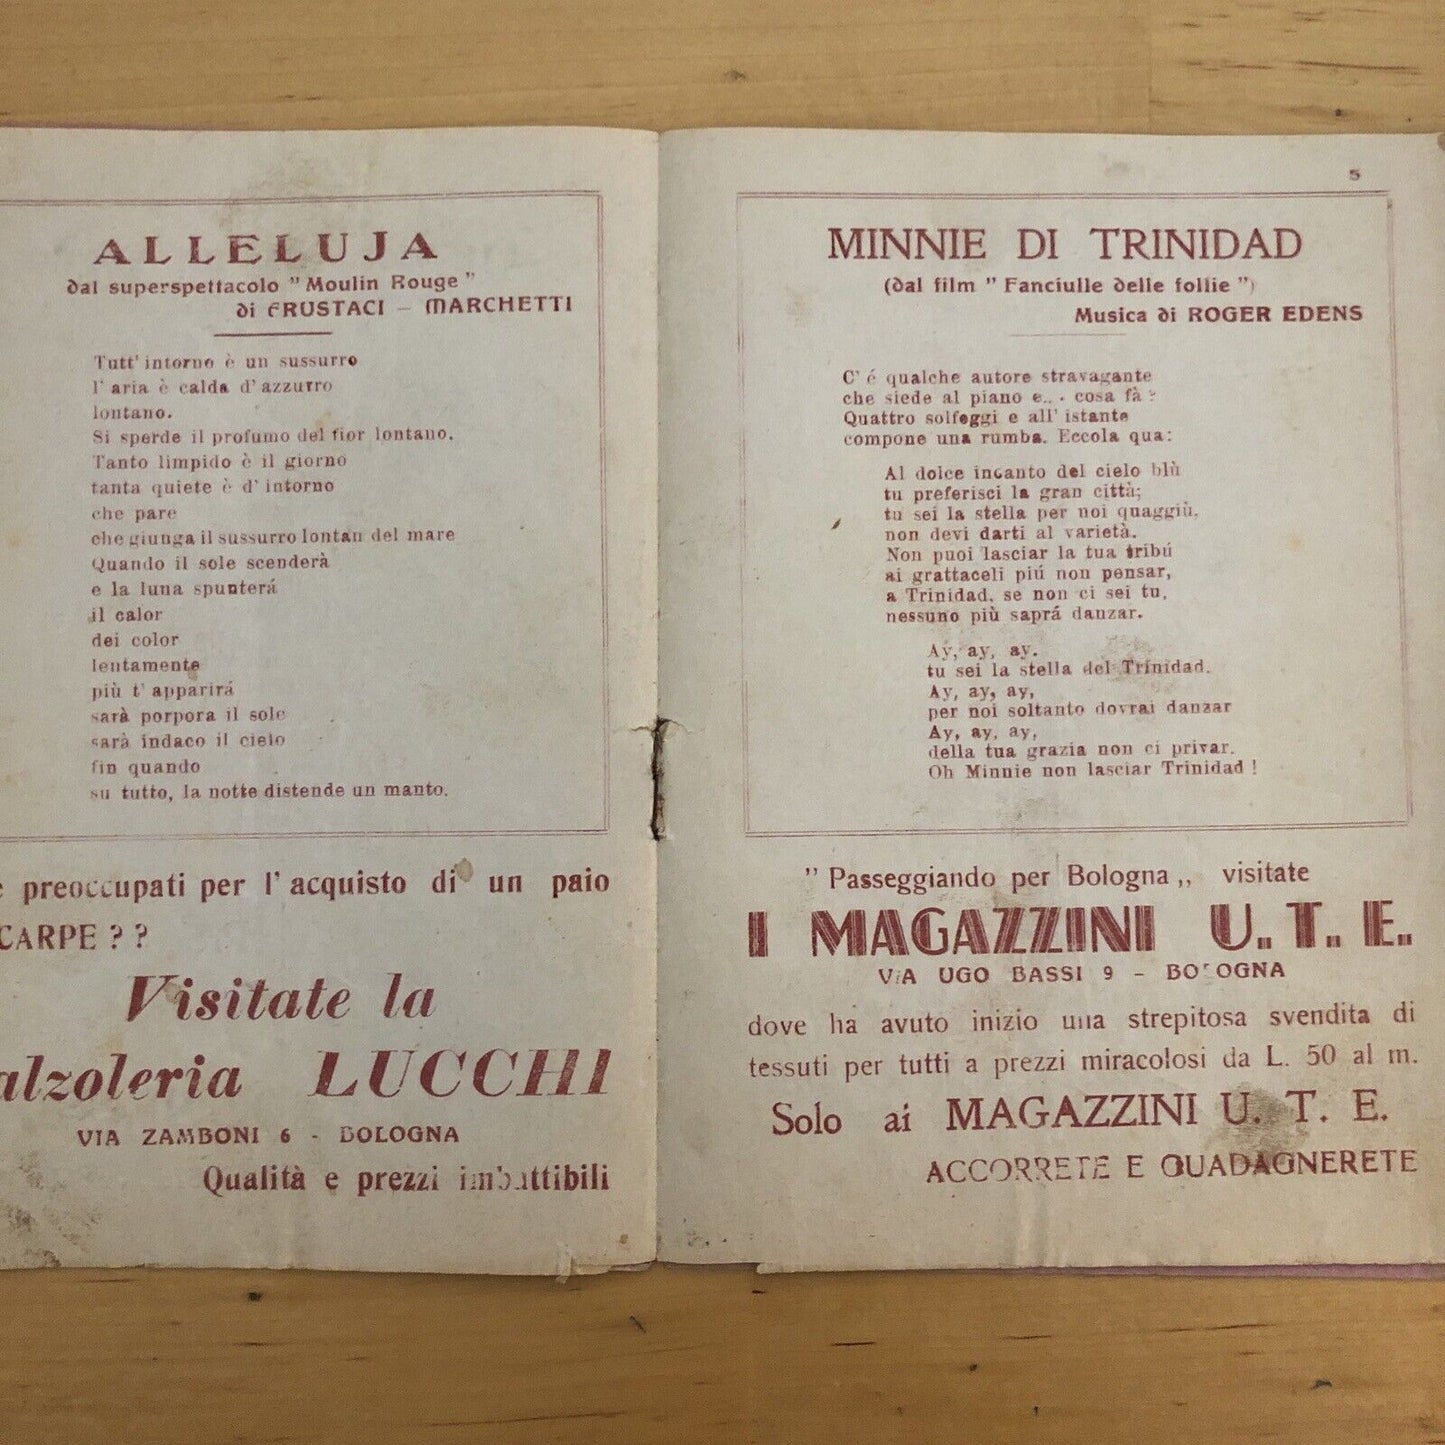 ALLELUJA
dal superspettacolo " Moulin Rouge "
di FRUSTACI - MARCHETTI
Tutt' intorno è un sussurro
l' aria è calda d' azzurro
lontano.
Si sperde il profumo del fior lontano,
Tanto limpido è il giorno
tanta quiete è d' intorno
che pare
che giunga il sussurro lontan del mare
Quando il sole scenderà
e la luna spunterá
il calor
dei color
lentamente
più t' apparirá
sarà porpora il sole
sarà indaco il cielo
fin quando
su tutto, la notte distende un manto.
e preoccupati per l' acquisto di un paio
CARPE ? ?
Visitate la
alzoleria LUCCHI
VIA ZAMBONI 6 - BOLOGNA
Qualità e prezzi imbattibili
5
MINNIE DI TRINIDAD
(dal film " Fanciulle delle follie ")
Musica di ROGER EDENS
C' é qualche autore stravagante
che siede al piano e... cosa fà ?
Quattro solfeggi e all' istante
compone una rumba. Eccola qua:
Al dolce incanto del cielo blù
tu preferisci la gran città;
tu sei la stella per noi quaggiù,
non devi darti al varietà.
Non puoi lasciar la tua tribú
ai grattaceli piú non pensar,
a Trinidad, se non ci sei tu,
nessuno più saprá danzar.
Ay, ay, ay.
tu sei la stella del Trinidad.
Ay, ay, ay,
per noi soltanto dovrai danzar
Ay, ay, ay,
della tua grazia non ci privar.
Oh Minnie non lasciar Trinidad !
" Passeggiando per Bologna „ visitate
I MAGAZZINI U. T. E.
VIA UGO BASSI 9 - BOLOGNA
dove ha avuto inizio una strepitosa svendita di
tessuti per tutti a prezzi miracolosi da L. 50 al m.
Solo ai MAGAZZINI U. T. E.
ACCORRETE E GUADAGNERETE